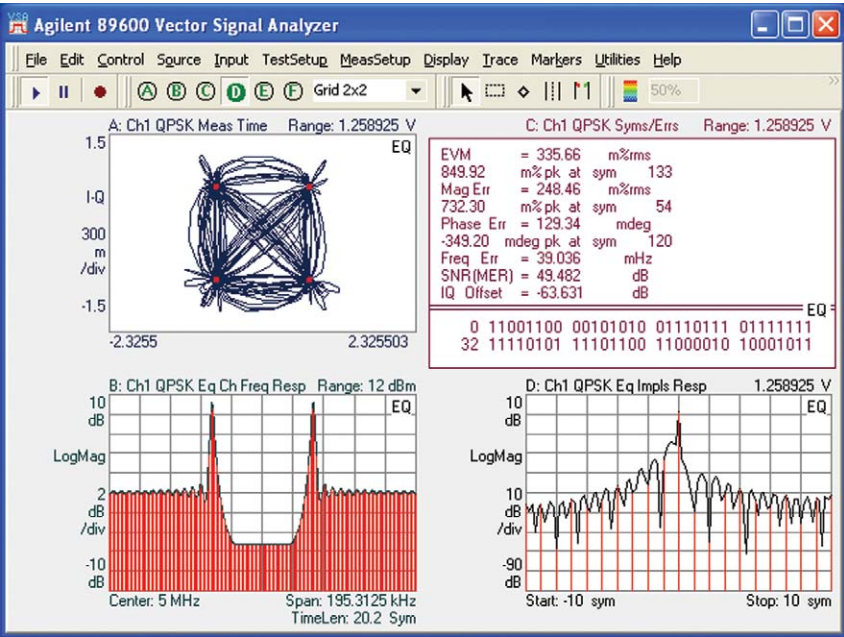 VSA
Agilent 89600 Vector Signal Analyzer
File Edit Control Source Input TestSetup MeasSetup Display Trace Markers Utilities Help
A B C D E F Grid 2x2 50%
A: Ch1 QPSK Meas Time Range: 1.258925 V
1.5
EQ
I-Q
300
m
/div
-1.5
-2.3255 2.325503
C: Ch1 QPSK Syms/Errs Range: 1.258925 V
EVM = 335.66 m%rms
849.92 m% pk at sym 133
Mag Err = 248.46 m%rms
732.30 m% pk at sym 54
Phase Err = 129.34 mdeg
-349.20 mdeg pk at sym 120
Freq Err = 39.036 mHz
SNR(MER) = 49.482 dB
IQ Offset = -63.631 dB
EQ
0 11001100 00101010 01110111 01111111
32 11110101 11101100 11000010 10001011
B: Ch1 QPSK Eq Ch Freq Resp Range: 12 dBm
10
dB
EQ
LogMag
2
dB
/div
-10
dB
Center: 5 MHz Span: 195.3125 kHz
TimeLen: 20.2 Sym
D: Ch1 QPSK Eq Impls Resp 1.258925 V
10
dB
EQ
LogMag
10
dB
/div
-90
dB
Start: -10 sym Stop: 10 sym